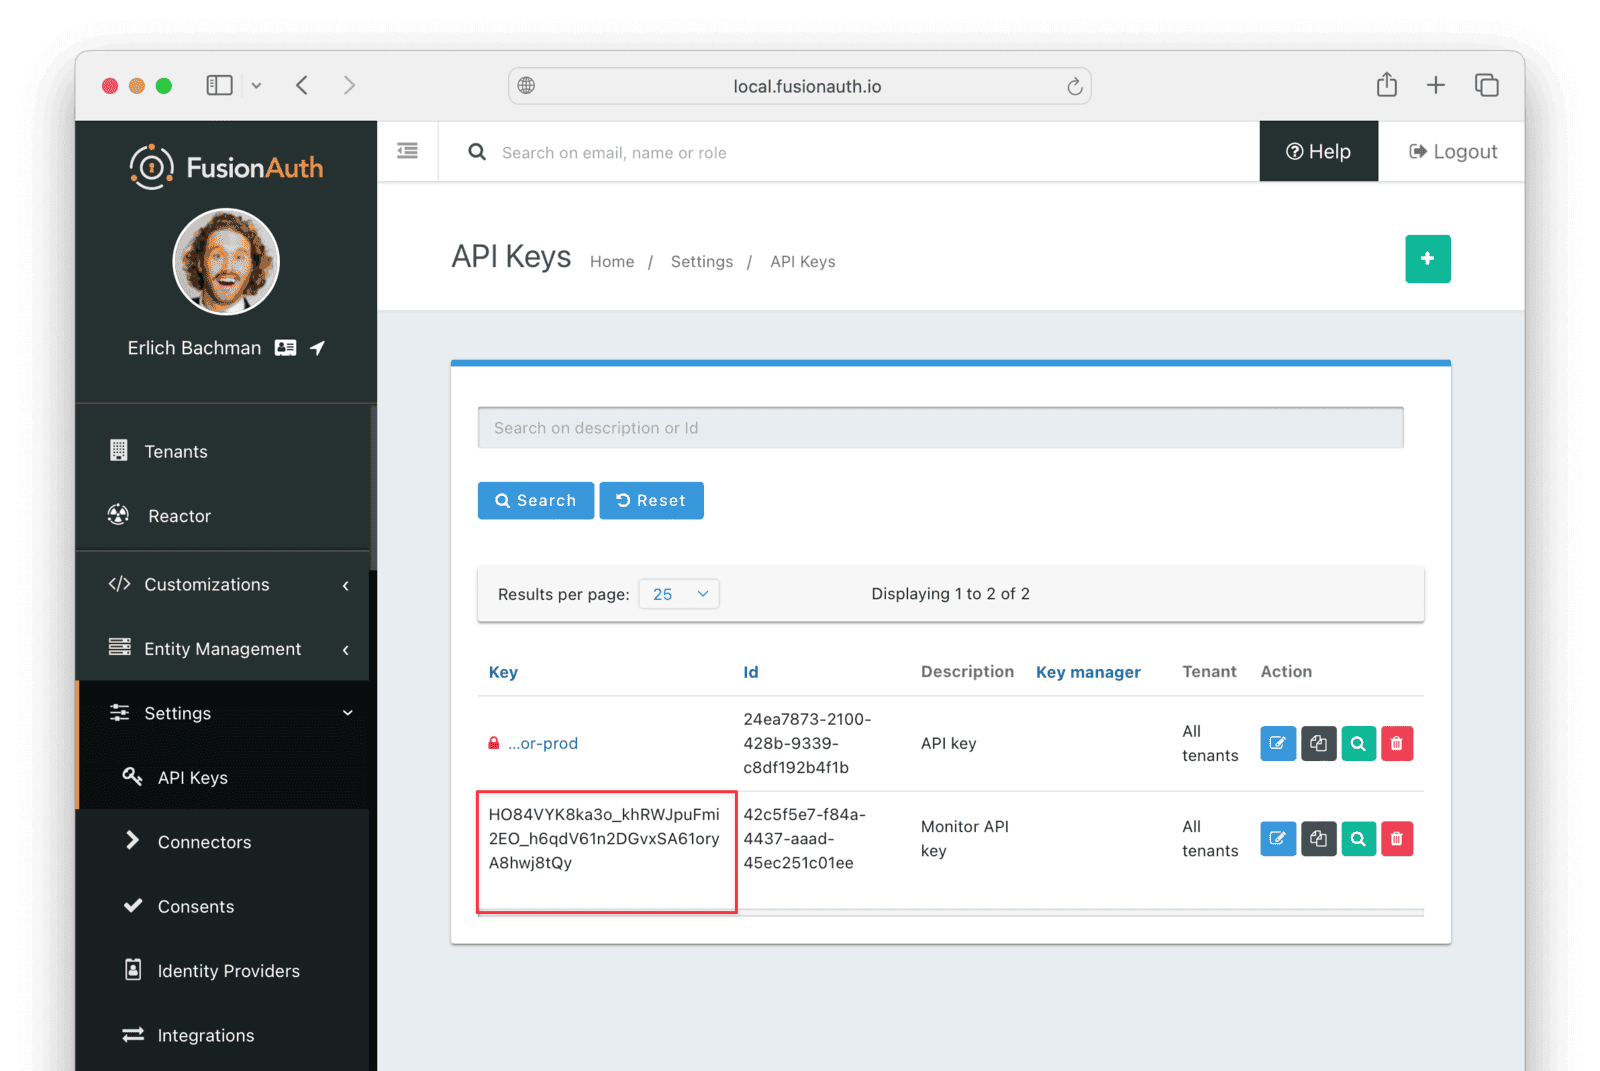 local.fusionauth.io
FusionAuth
Search on email, name or role
Help
Logout
Erlich Bachman
API Keys
Home / Settings / API Keys
Tenants
Reactor
Customizations
Entity Management
Settings
API Keys
Connectors
Consents
Identity Providers
Integrations
Search on description or Id
Search
Reset
Results per page: 25
Displaying 1 to 2 of 2
Key Id Description Key manager Tenant Action
...or-prod
24ea7873-2100-
428b-9339-
c8df192b4f1b
API key
All
tenants
HO84VYK8ka3o_khRWJpuFmi
2EO_h6qdV61n2DGvxSA61ory
A8hwj8tQy
42c5f5e7-f84a-
4437-aaad-
45ec251c01ee
Monitor API
key
All
tenants